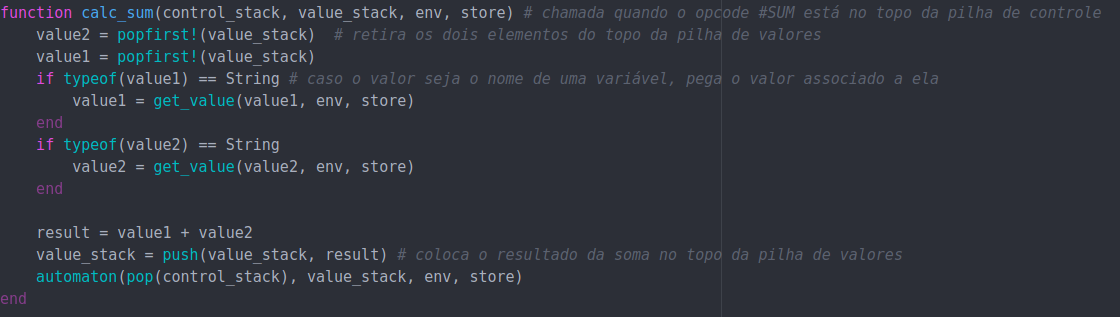 function calc_sum(control_stack, value_stack, env, store) # chamada quando o opcode #SUM está no topo da pilha de controle
    value2 = popfirst!(value_stack)  # retira os dois elementos do topo da pilha de valores
    value1 = popfirst!(value_stack)
    if typeof(value1) == String # caso o valor seja o nome de uma variável, pega o valor associado a ela
        value1 = get_value(value1, env, store)
    end
    if typeof(value2) == String
        value2 = get_value(value2, env, store)
    end

    result = value1 + value2
    value_stack = push(value_stack, result) # coloca o resultado da soma no topo da pilha de valores
    automaton(pop(control_stack), value_stack, env, store)
end